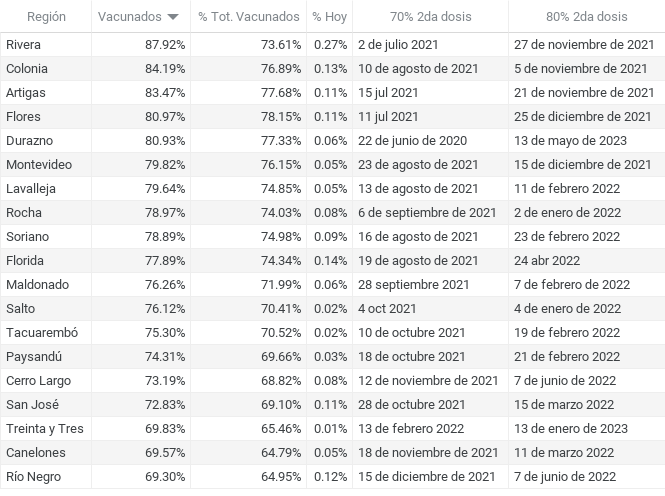 Región Vacunados % Tot. Vacunados % Hoy 70% 2da dosis 80% 2da dosis
Rivera 87.92% 73.61% 0.27% 2 de julio 2021 27 de noviembre de 2021
Colonia 84.19% 76.89% 0.13% 10 de agosto de 2021 5 de noviembre de 2021
Artigas 83.47% 77.68% 0.11% 15 jul 2021 21 de noviembre de 2021
Flores 80.97% 78.15% 0.11% 11 jul 2021 25 de diciembre de 2021
Durazno 80.93% 77.33% 0.06% 22 de junio de 2020 13 de mayo de 2023
Montevideo 79.82% 76.15% 0.05% 23 de agosto de 2021 15 de diciembre de 2021
Lavalleja 79.64% 74.85% 0.05% 13 de agosto de 2021 11 de febrero 2022
Rocha 78.97% 74.03% 0.08% 6 de septiembre de 2021 2 de enero de 2022
Soriano 78.89% 74.98% 0.09% 16 de agosto de 2021 23 de febrero 2022
Florida 77.89% 74.34% 0.14% 19 de agosto de 2021 24 abr 2022
Maldonado 76.26% 71.99% 0.06% 28 septiembre 2021 7 de febrero de 2022
Salto 76.12% 70.41% 0.02% 4 oct 2021 4 de enero de 2022
Tacuarembó 75.30% 70.52% 0.02% 10 de octubre 2021 19 de febrero 2022
Paysandú 74.31% 69.66% 0.03% 18 de octubre 2021 21 de febrero 2022
Cerro Largo 73.19% 68.82% 0.08% 12 de noviembre de 2021 7 de junio de 2022
San José 72.83% 69.10% 0.11% 28 de octubre 2021 15 de marzo 2022
Treinta y Tres 69.83% 65.46% 0.01% 13 de febrero 2022 13 de enero de 2023
Canelones 69.57% 64.79% 0.05% 18 de noviembre de 2021 11 de marzo 2022
Río Negro 69.30% 64.95% 0.12% 15 de diciembre de 2021 7 de junio de 2022